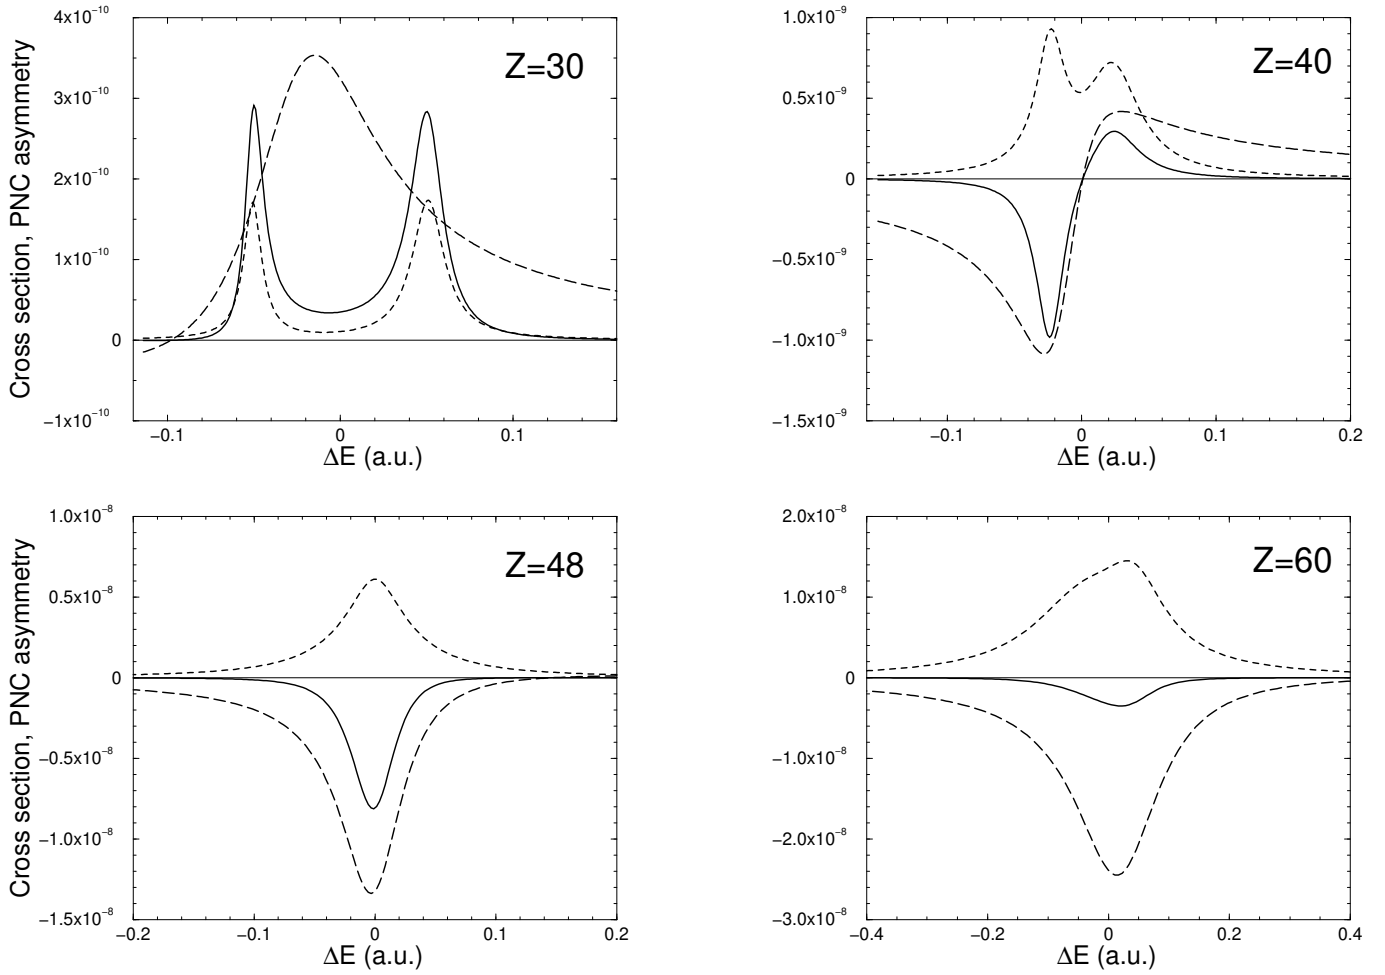 Cross section, PNC asymmetry
4x10⁻¹⁰
3x10⁻¹⁰
2x10⁻¹⁰
1x10⁻¹⁰
0
−1x10⁻¹⁰
Z=30
−0.1 0 0.1
ΔE (a.u.)
1.0x10⁻⁹
0.5x10⁻⁹
0
−0.5x10⁻⁹
−1.0x10⁻⁹
−1.5x10⁻⁹
Z=40
−0.1 0 0.1 0.2
ΔE (a.u.)
Cross section, PNC asymmetry
1.0x10⁻⁸
0.5x10⁻⁸
0
−0.5x10⁻⁸
−1.0x10⁻⁸
−1.5x10⁻⁸
Z=48
−0.2 −0.1 0 0.1 0.2
ΔE (a.u.)
2.0x10⁻⁸
1.0x10⁻⁸
0
−1.0x10⁻⁸
−2.0x10⁻⁸
−3.0x10⁻⁸
Z=60
−0.4 −0.2 0 0.2 0.4
ΔE (a.u.)